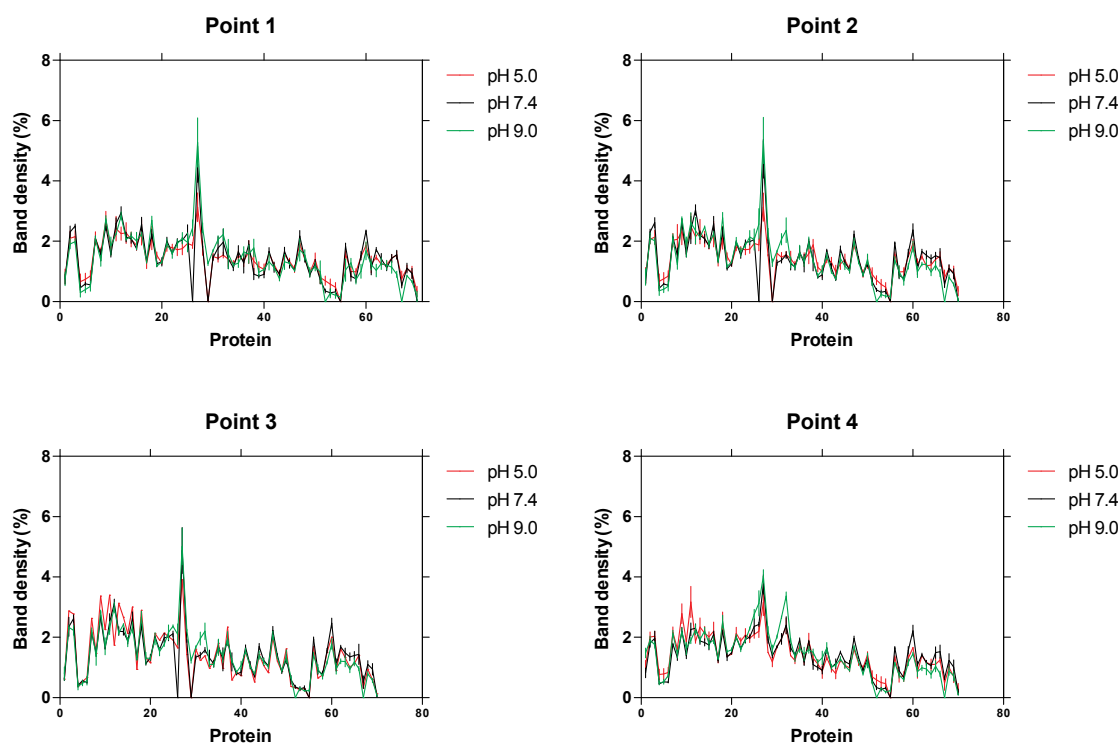 Point 1
Band density (%)
8
6
4
2
0
0 20 40 60 80
Protein
pH 5.0
pH 7.4
pH 9.0
Point 2
Band density (%)
8
6
4
2
0
0 20 40 60 80
Protein
pH 5.0
pH 7.4
pH 9.0
Point 3
Band density (%)
8
6
4
2
0
0 20 40 60 80
Protein
pH 5.0
pH 7.4
pH 9.0
Point 4
Band density (%)
8
6
4
2
0
0 20 40 60 80
Protein
pH 5.0
pH 7.4
pH 9.0